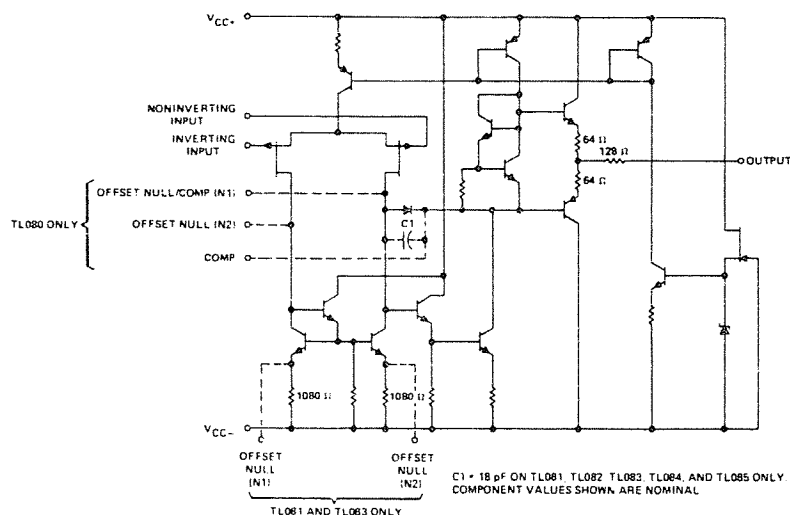 VCC+
NONINVERTING
INPUT
INVERTING
INPUT
64 Ω
128 Ω
64 Ω
OUTPUT
TL080 ONLY
OFFSET NULL/COMP (N1)
OFFSET NULL (N2)
COMP
C1
1080 Ω
1080 Ω
VCC−
OFFSET
NULL
(N1)
OFFSET
NULL
(N2)
TL081 AND TL083 ONLY
C1 = 18 pF ON TL081, TL082, TL083, TL084, AND TL085 ONLY.
COMPONENT VALUES SHOWN ARE NOMINAL